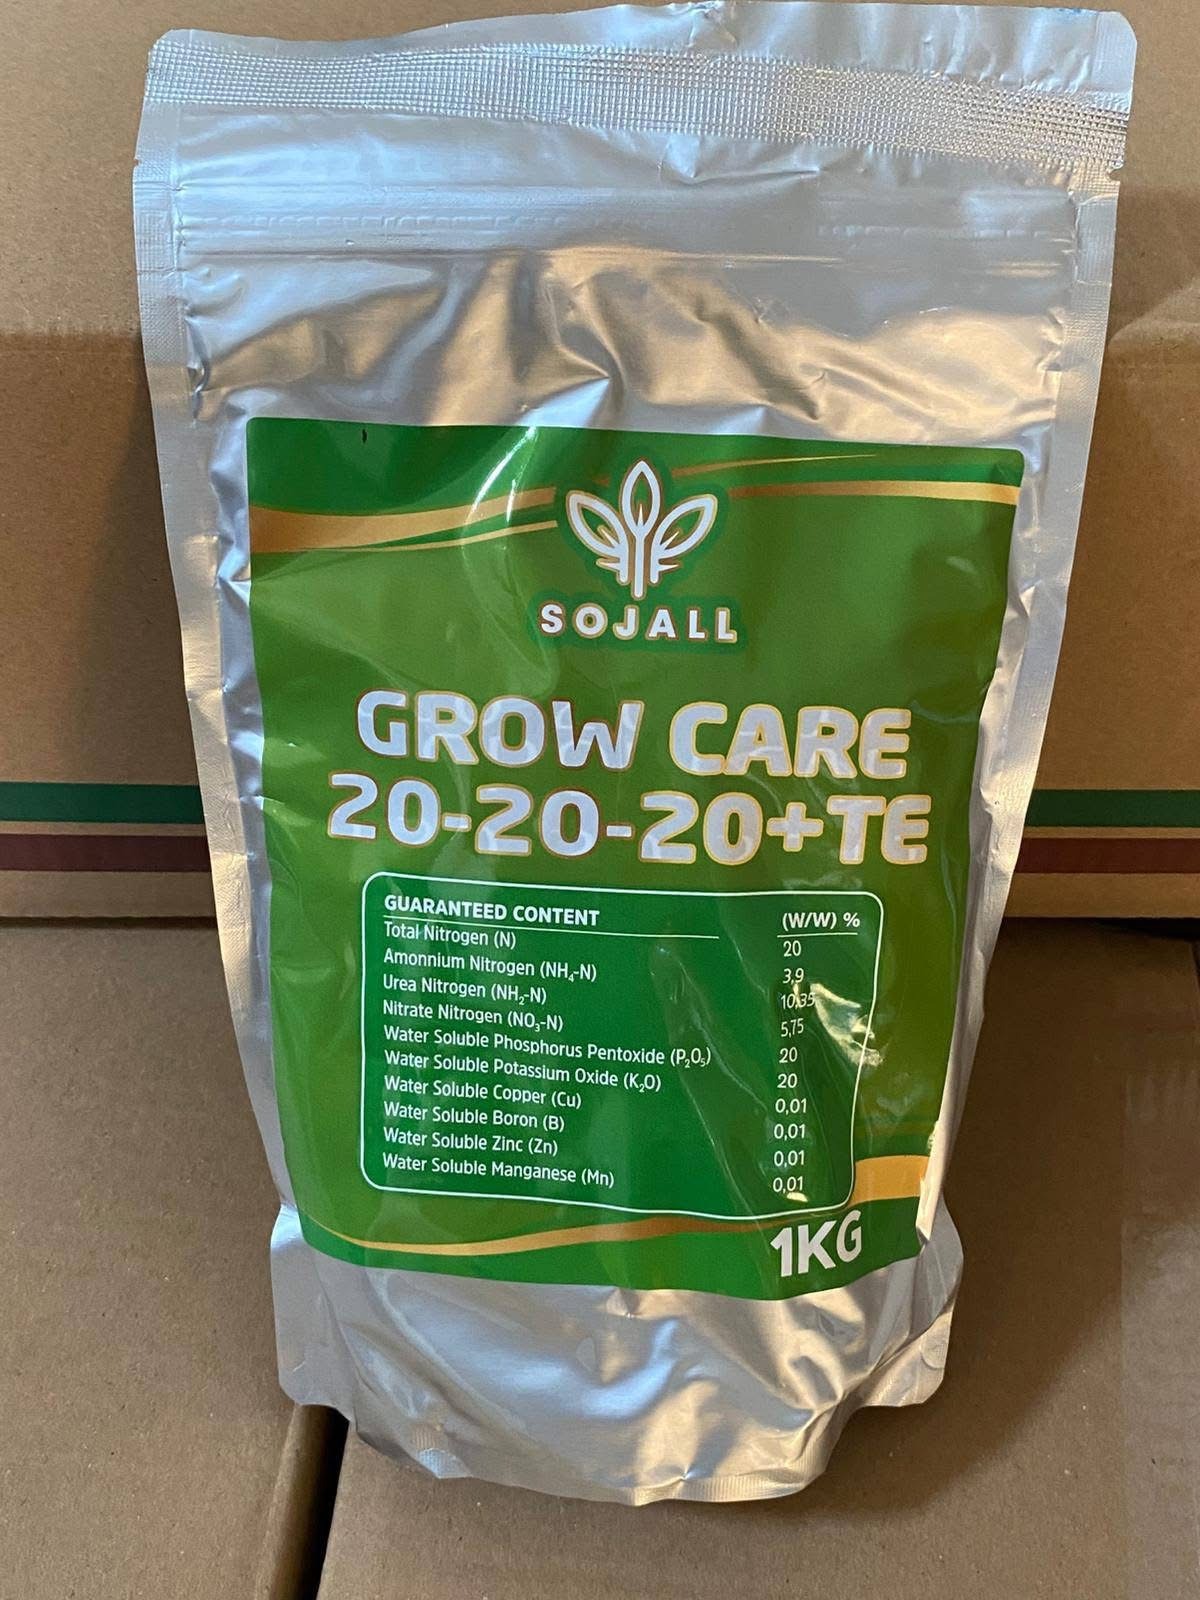 SOJALL
GROW CARE
20-20-20+TE
GUARANTEED CONTENT (W/W) %
Total Nitrogen (N) 20
Amonnium Nitrogen (NH₄-N) 3,9
Urea Nitrogen (NH₂-N) 10,35
Nitrate Nitrogen (NO₃-N) 5,75
Water Soluble Phosphorus Pentoxide (P₂O₅) 20
Water Soluble Potassium Oxide (K₂O) 20
Water Soluble Copper (Cu) 0,01
Water Soluble Boron (B) 0,01
Water Soluble Zinc (Zn) 0,01
Water Soluble Manganese (Mn) 0,01
1KG